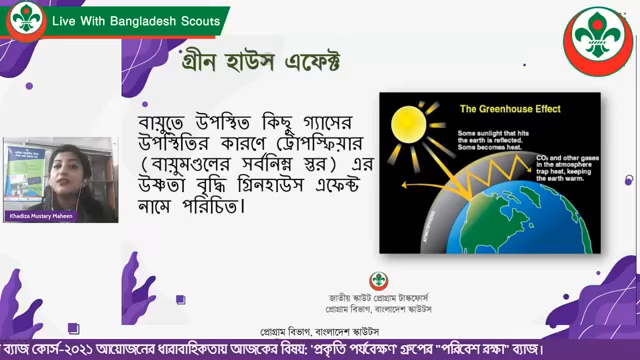 Live With Bangladesh Scouts
গ্রীন হাউস এফেক্ট
বায়ুতে উপস্থিত কিছু গ্যাসের
উপস্থিতির কারণে ট্রোপস্ফিয়ার
(বায়ুমণ্ডলের সর্বনিম্ন স্তর) এর
উষ্ণতা বৃদ্ধি গ্রিনহাউস এফেক্ট
নামে পরিচিত।
The Greenhouse Effect
Some sunlight that hits
the earth is reflected.
Some becomes heat.
CO₂ and other gases
in the atmosphere
trap heat, keeping
the earth warm.
Khadiza Mustary Maheen
জাতীয় স্কাউট প্রোগ্রাম টাস্কফোর্স
প্রোগ্রাম বিভাগ, বাংলাদেশ স্কাউটস
প্রোগ্রাম বিভাগ, বাংলাদেশ স্কাউটস
ব্যাজ কোর্স-২০২১ আয়োজনের ধারাবাহিকতায় আজকের বিষয়: 'প্রকৃতি পর্যবেক্ষণ' গ্রুপের "পরিবেশ রক্ষা" ব্যাজ।